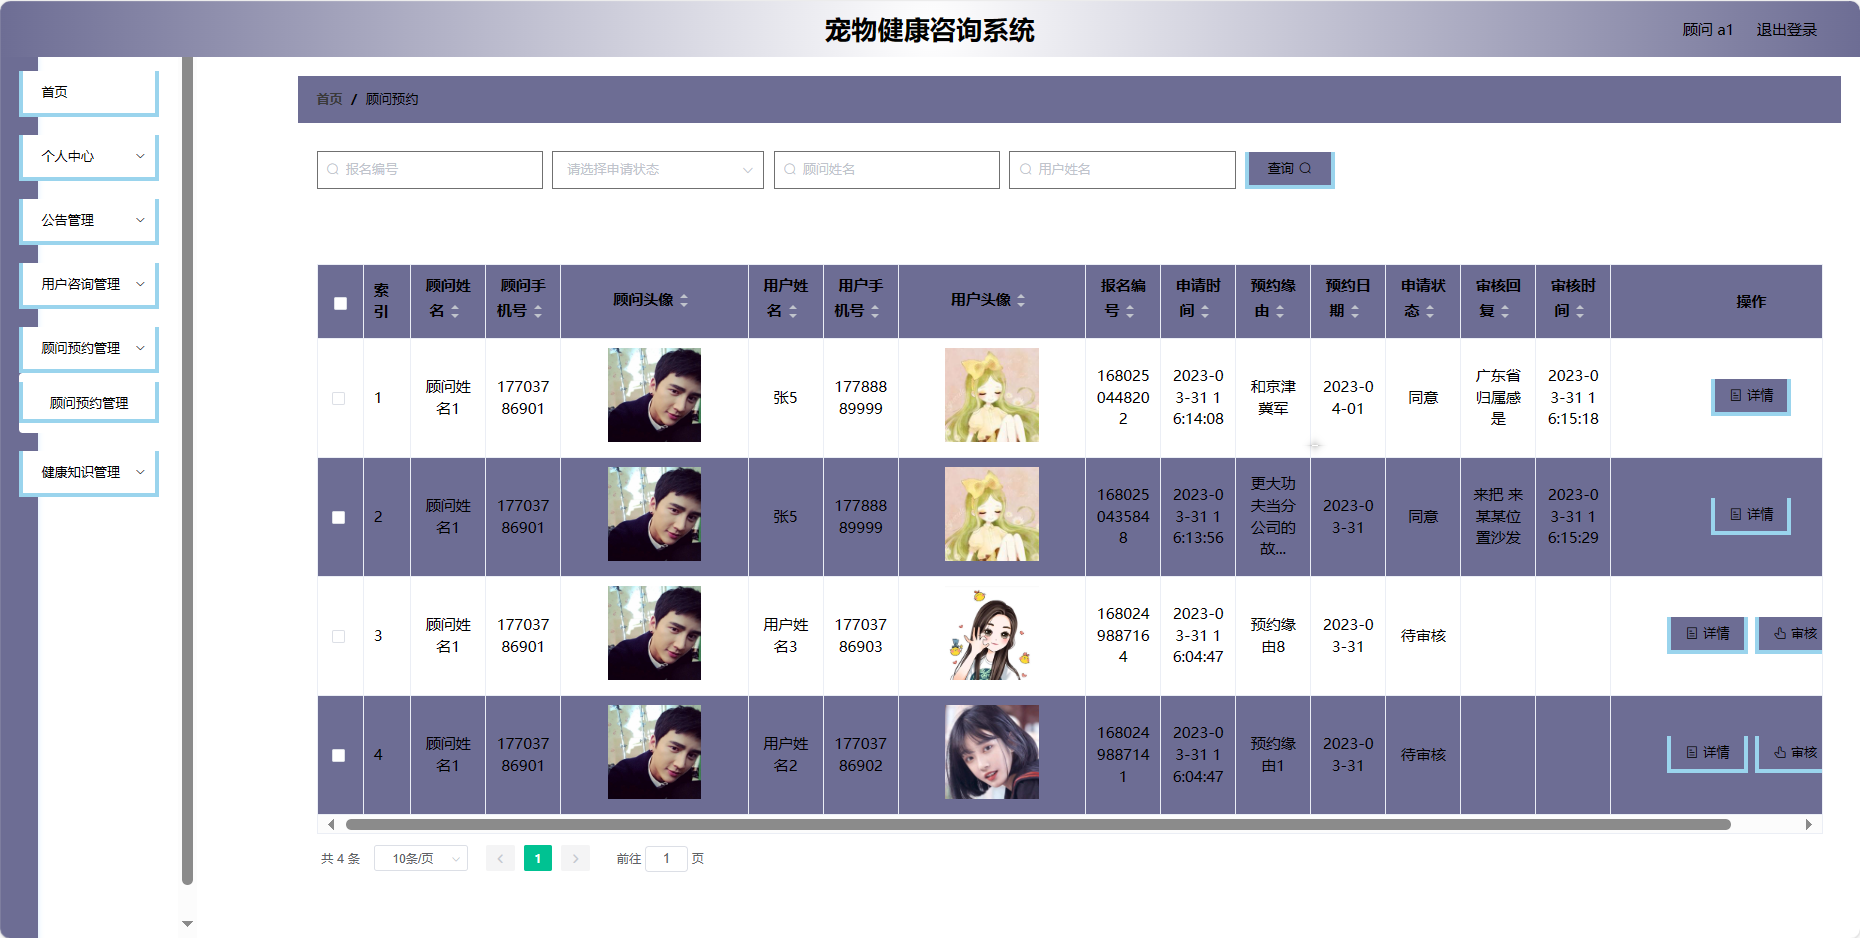 宠物健康咨询系统
顾问 a1
退出登录
首页
个人中心
公告管理
用户咨询管理
顾问预约管理
顾问预约管理
健康知识管理
首页 / 顾问预约
报名编号
请选择申请状态
顾问姓名
用户姓名
查询
索引
顾问姓名
顾问手机号
顾问头像
用户姓名
用户手机号
用户头像
报名编号
申请时间
预约缘由
预约日期
申请状态
审核回复
审核时间
操作
1
顾问姓名1
17703786901
张5
17788889999
1680250448202
2023-03-31 16:14:08
和京津冀军
2023-04-01
同意
广东省归属感是
2023-03-31 16:15:18
详情
2
顾问姓名1
17703786901
张5
17788889999
1680250435848
2023-03-31 16:13:56
更大功夫当分公司的故...
2023-03-31
同意
来把 来某某位置沙发
2023-03-31 16:15:29
详情
3
顾问姓名1
17703786901
用户姓名3
17703786903
1680249887164
2023-03-31 16:04:47
预约缘由8
2023-03-31
待审核
详情
审核
4
顾问姓名1
17703786901
用户姓名2
17703786902
1680249887141
2023-03-31 16:04:47
预约缘由1
2023-03-31
待审核
详情
审核
共 4 条
10条/页
1
前往 1 页